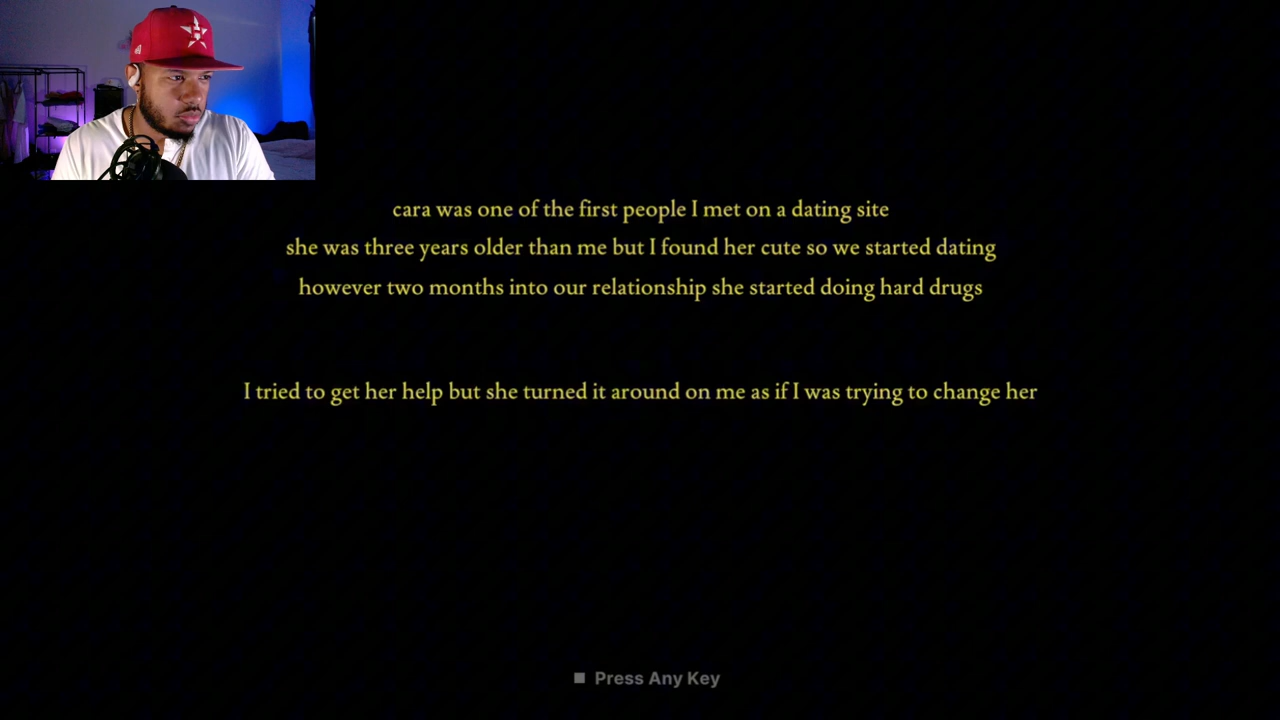 cara was one of the first people I met on a dating site
she was three years older than me but I found her cute so we started dating
however two months into our relationship she started doing hard drugs
I tried to get her help but she turned it around on me as if I was trying to change her
Press Any Key